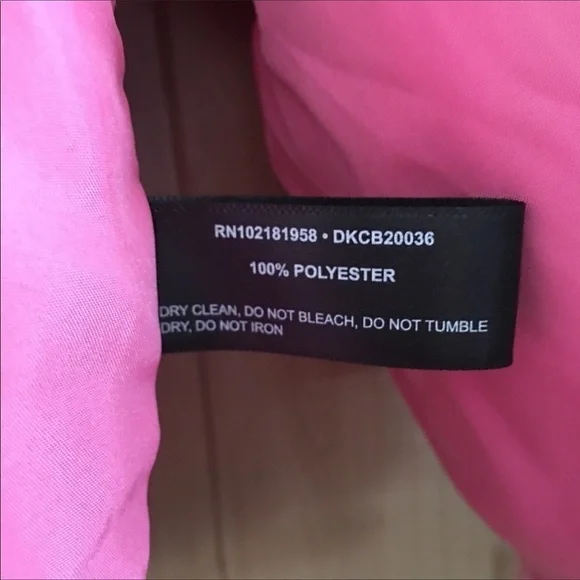 RN102181958 • DKCB20036
100% POLYESTER
DRY CLEAN, DO NOT BLEACH, DO NOT TUMBLE
DRY, DO NOT IRON